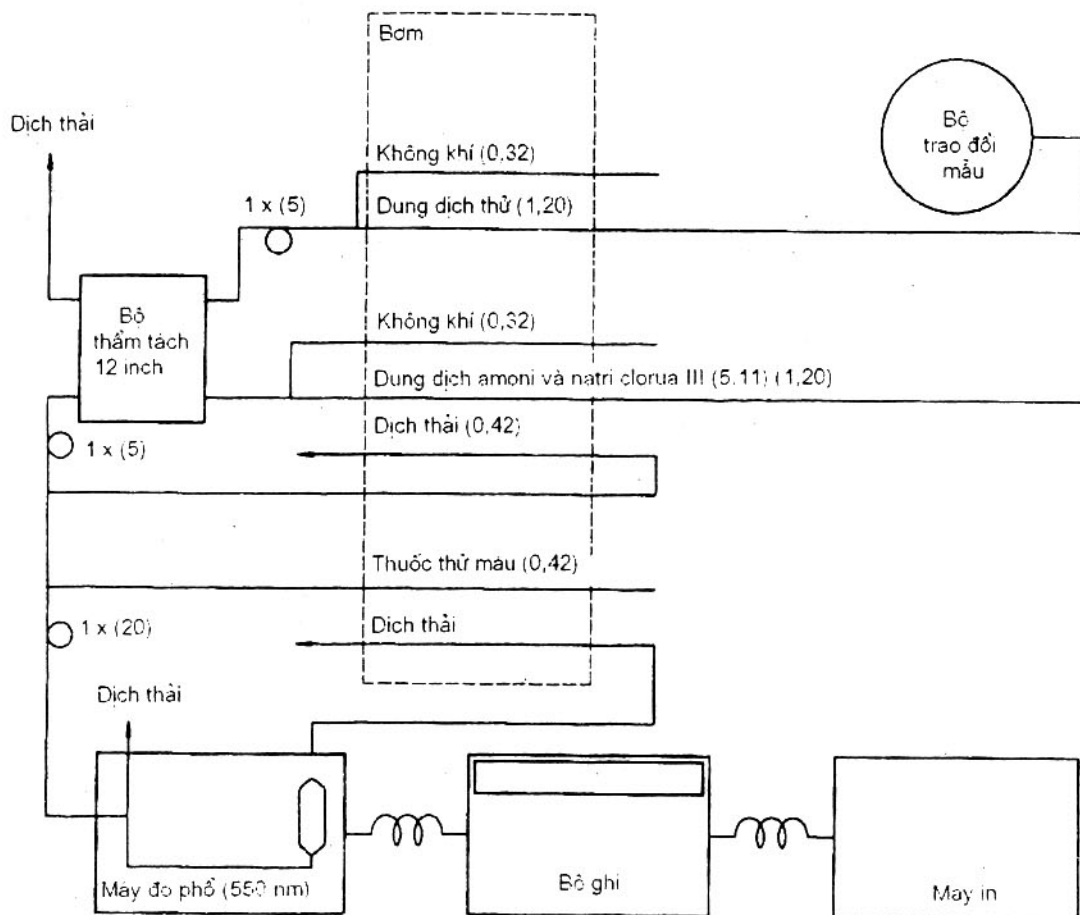 Bơm
Dịch thải
Bộ
trao đổi
mẫu
Không khí (0,32)
1 x (5)
Dung dịch thử (1,20)
Bộ
thẩm tách
12 inch
Không khí (0,32)
Dung dịch amoni và natri clorua III (5.11) (1,20)
Dịch thải (0,42)
1 x (5)
Thuốc thử màu (0,42)
1 x (20)
Dịch thải
Dịch thải
Máy đo phổ (550 nm)
Bộ ghi
Máy in